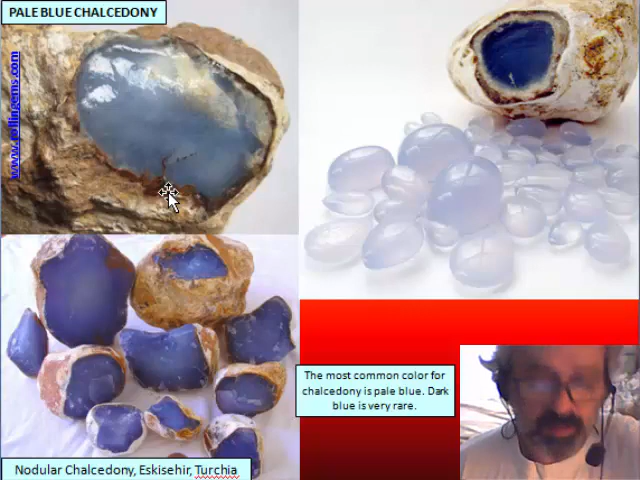 PALE BLUE CHALCEDONY
www.rollingems.com
The most common color for
chalcedony is pale blue. Dark
blue is very rare.
Nodular Chalcedony, Eskisehir, Turchia